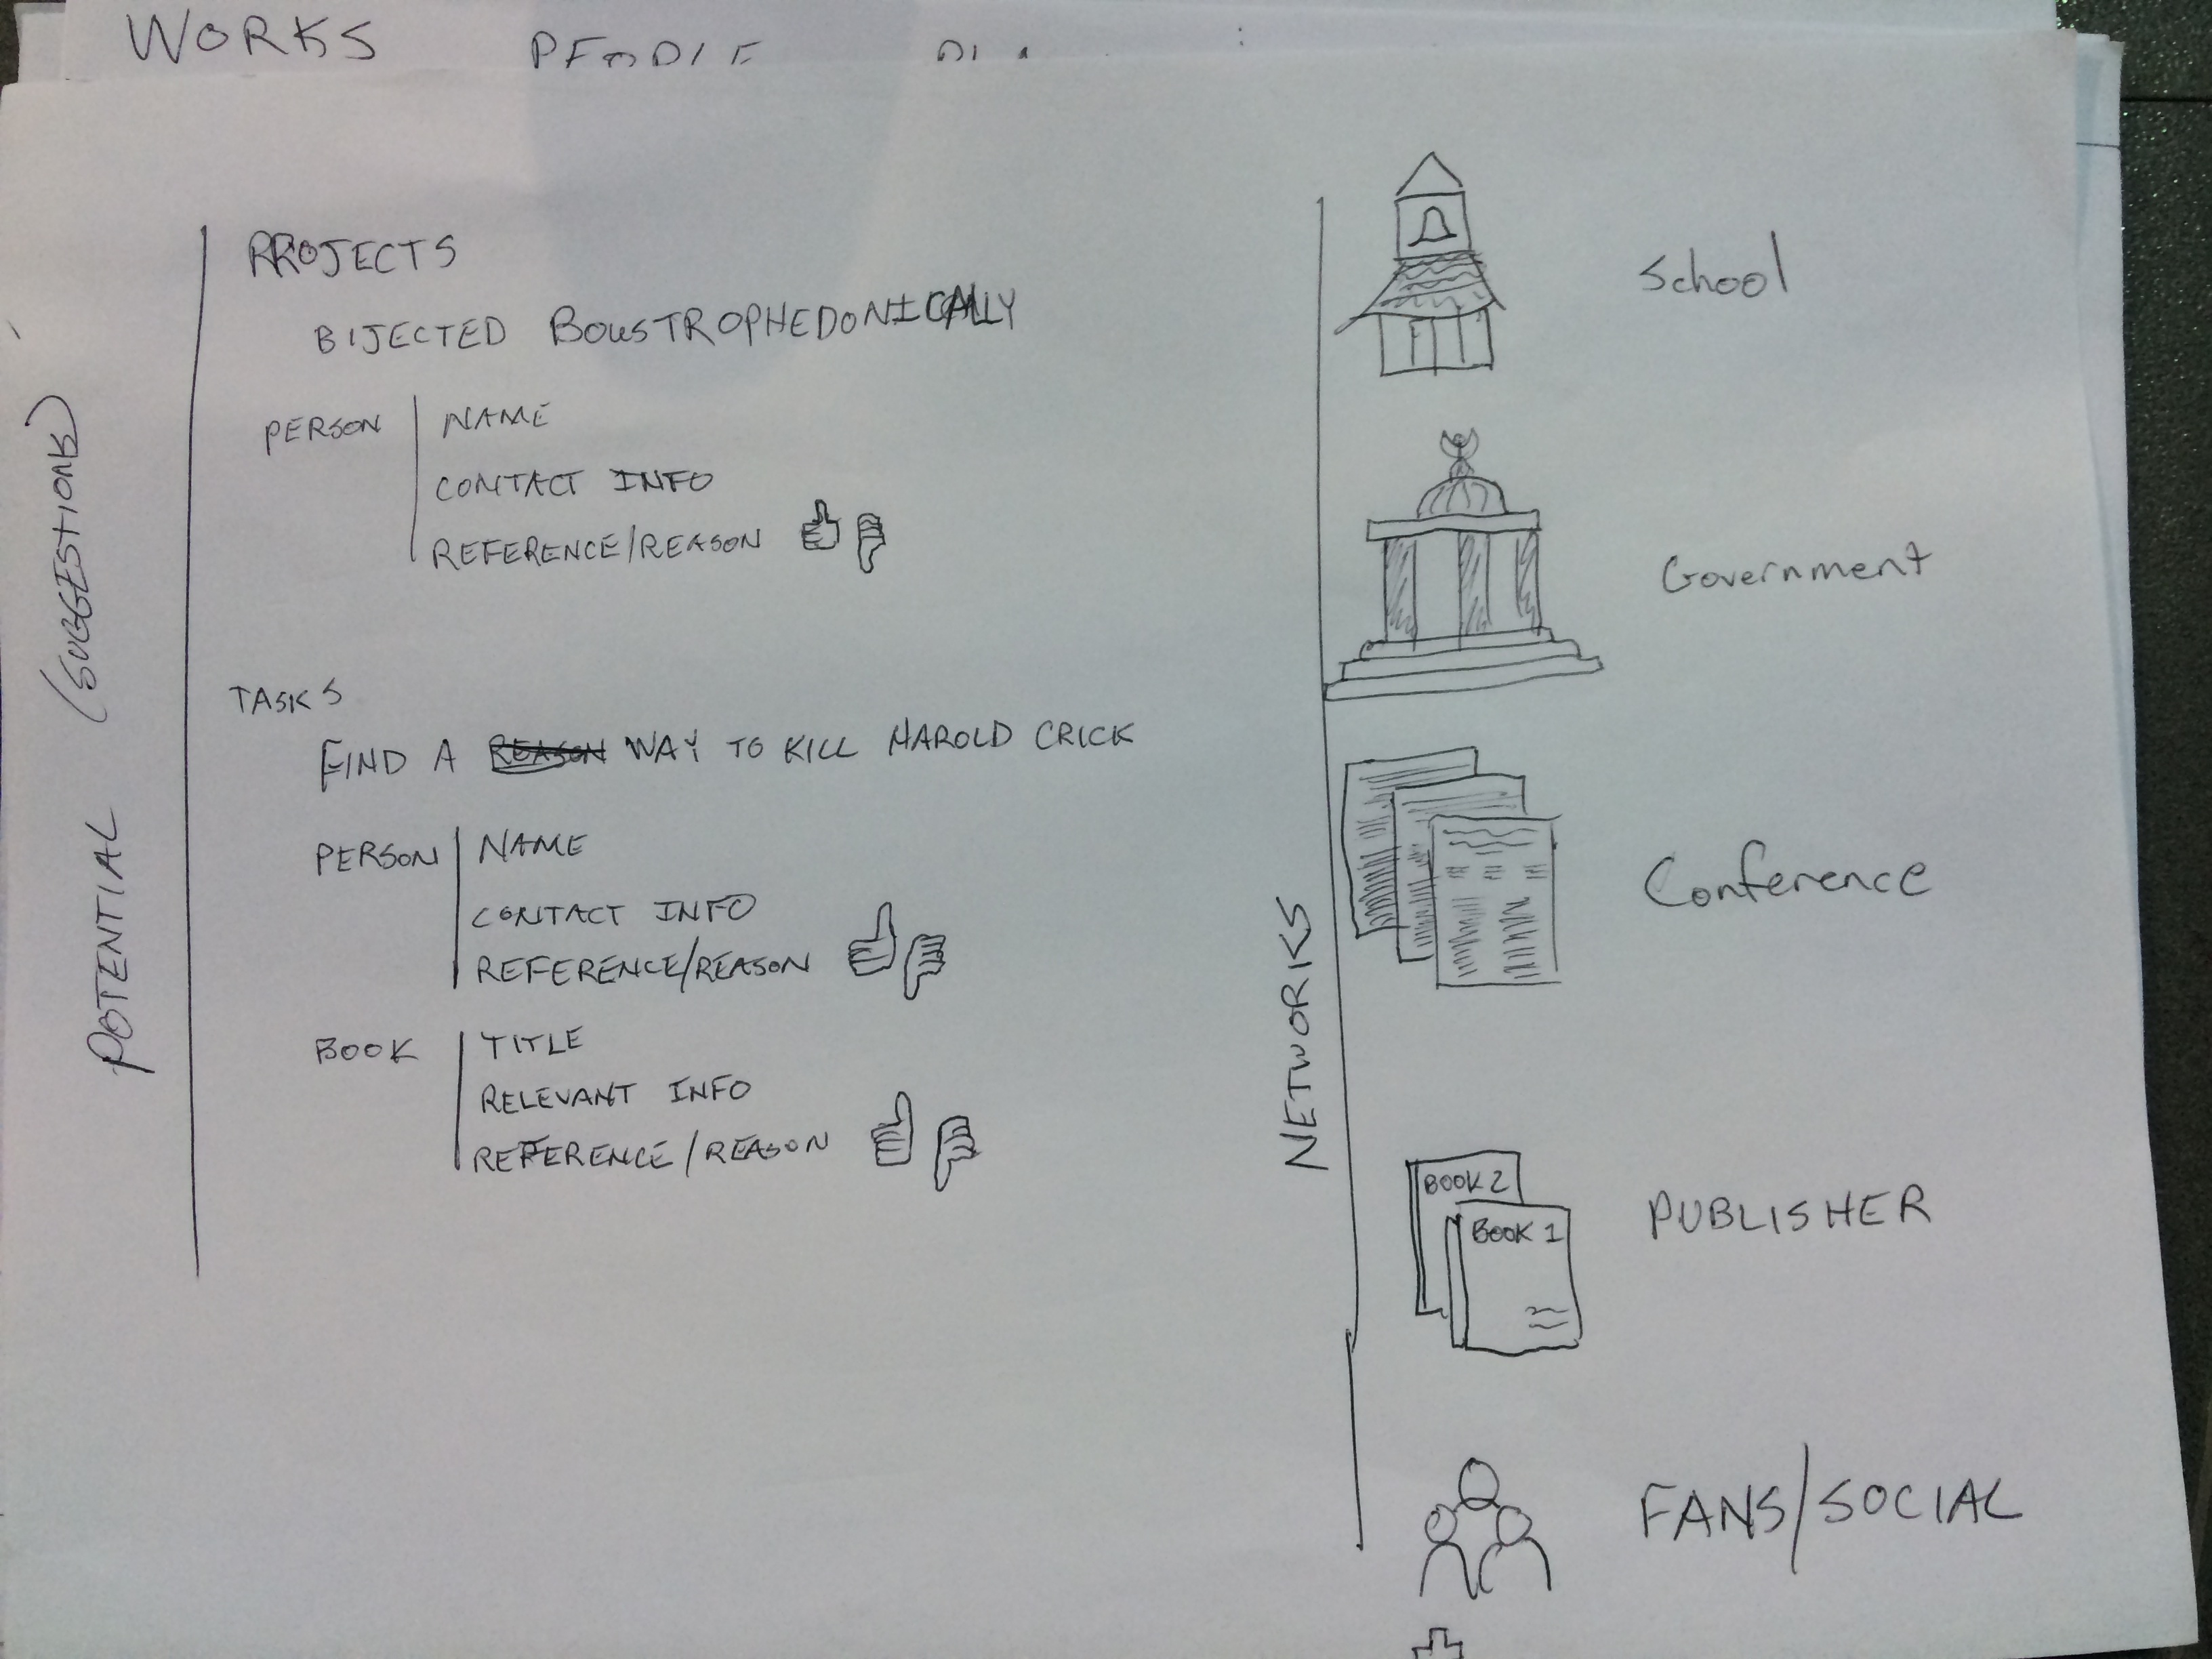 WORKS PEOPLE
POTENTIAL (SUGGESTIONS)
PROJECTS
BIJECTED BOUSTROPHEDONICALLY
PERSON NAME
CONTACT INFO
REFERENCE/REASON
TASKS
FIND A REASON WAY TO KILL HAROLD CRICK
PERSON NAME
CONTACT INFO
REFERENCE/REASON
BOOK TITLE
RELEVANT INFO
REFERENCE/REASON
NETWORKS
School
Government
Conference
BOOK 2
BOOK 1
PUBLISHER
FANS/SOCIAL